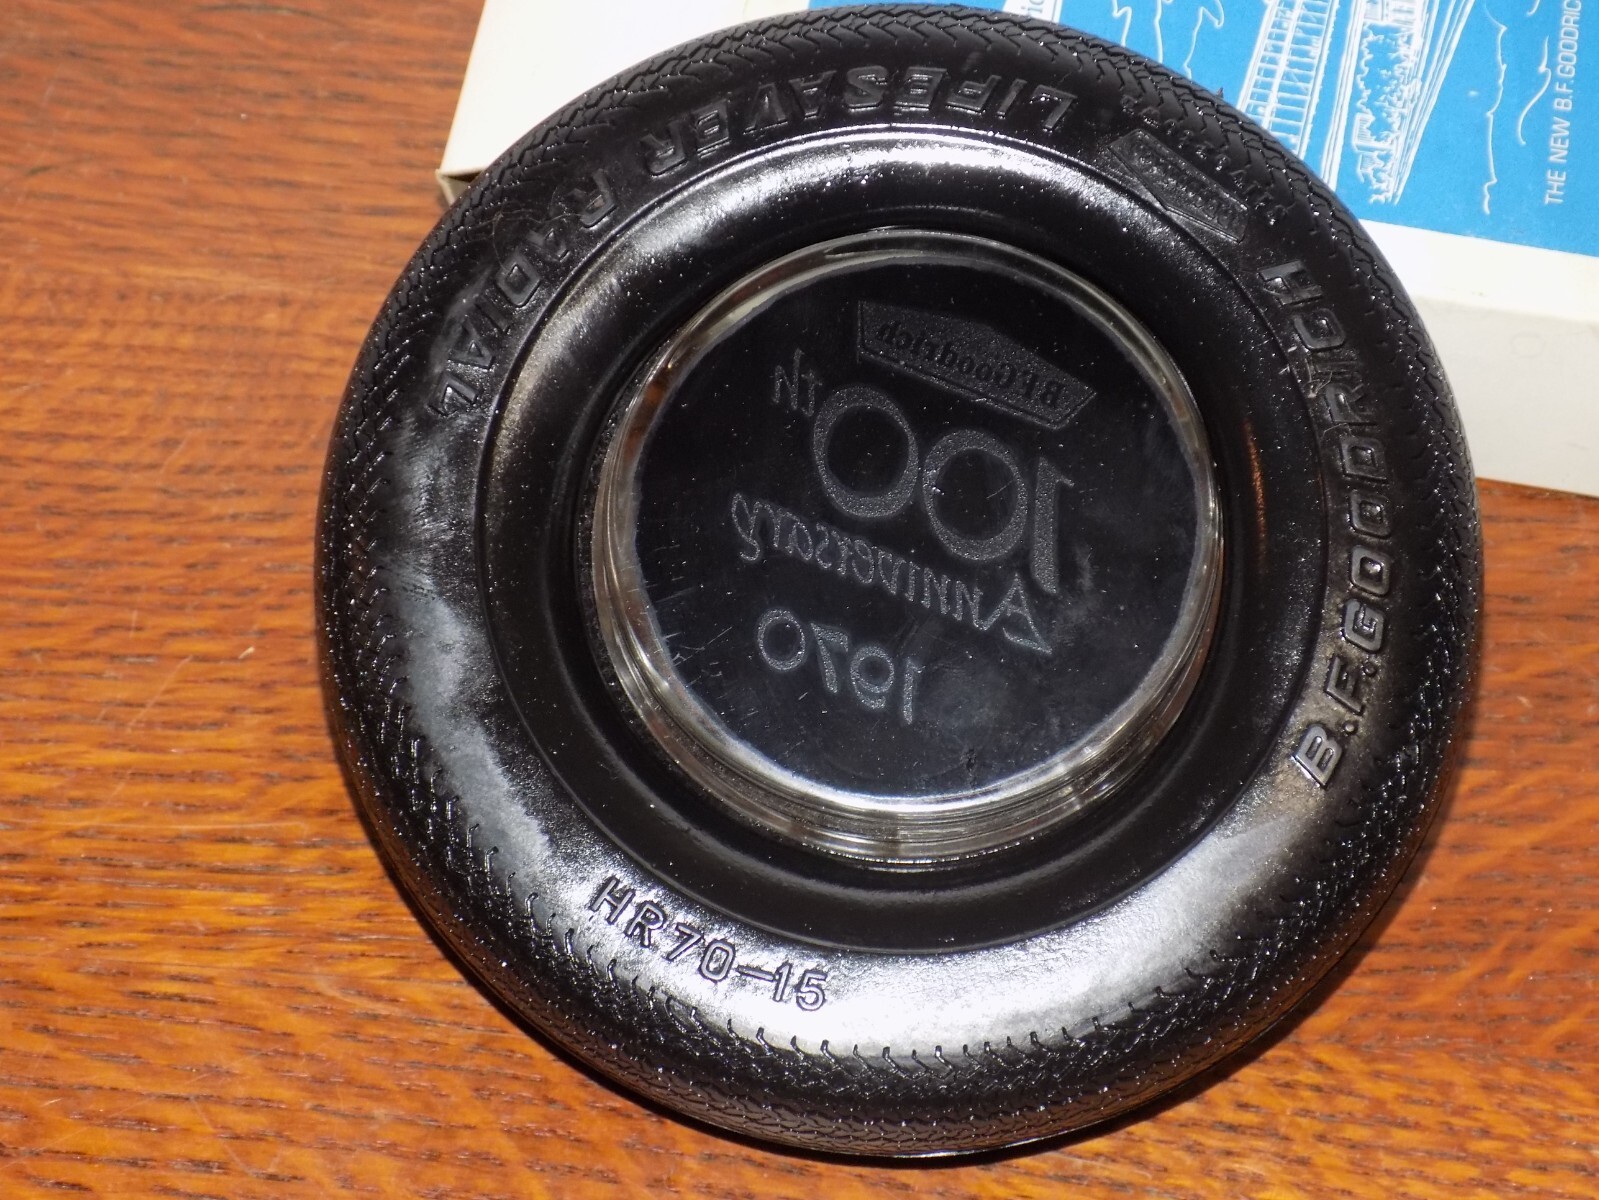 LIFESAVER RADIAL
B.F.GOODRICH
HR70-15
B.F.Goodrich
100th
Anniversary
1970
THE NEW B.F.GOODRIC